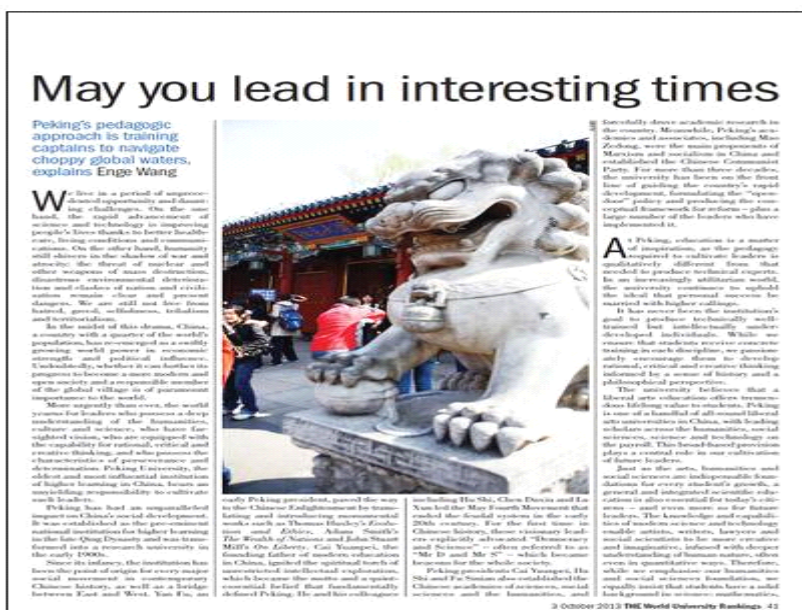 May you lead in interesting times
Peking's pedagogic
approach is training
captains to navigate
choppy global waters,
explains Enge Wang
We live in a period of unprece-
dented opportunity and daunt-
ing challenges. On the one
hand, the rapid advancement of
science and technology is improving
people's lives thanks to better health-
care, living conditions and communi-
cations. On the other hand, humanity
still shivers in the shadow of war and
atrocity: the threat of nuclear and
other weapons of mass destruction,
disastrous environmental deteriora-
tion and clashes of nation and civili-
sation remain clear and present
dangers. We are still not free from
hatred, greed, selfishness, tribalism
and territorialism.
In the midst of this drama, China,
a country with a quarter of the world's
population, has re-emerged as a swiftly
growing world power in economic
strength and political influence.
Undoubtedly, whether it can further its
progress to become a more modern and
open society and a responsible member
of the global village is of paramount
importance to the world.
More urgently than ever, the world
yearns for leaders who possess a deep
understanding of the humanities,
culture and science, who have far-
sighted vision, who are equipped with
the capability for rational, critical and
creative thinking, and who possess the
characteristics of perseverance and
determination. Peking University, the
oldest and most influential institution
of higher learning in China, bears an
unyielding responsibility to cultivate
such leaders.
Peking has had an unparalleled
impact on China's social development.
It was established as the pre-eminent
national institution for higher learning
in the late Qing Dynasty and was trans-
formed into a research university in
the early 1900s.
Since its infancy, the institution has
been the point of origin for every major
social movement in contemporary
Chinese history, as well as a bridge
between East and West. Yan Fu, an
early Peking president, paved the way
to the Chinese Enlightenment by trans-
lating and introducing monumental
works such as Thomas Huxley's Evolu-
tion and Ethics, Adam Smith's
The Wealth of Nations and John Stuart
Mill's On Liberty. Cai Yuanpei, the
founding father of modern education
in China, ignited the spiritual torch of
unrestricted intellectual exploration,
which became the motto and quint-
essential belief that fundamentally
defined Peking. He and his colleagues
including Hu Shi, Chen Duxiu and Lu
Xun led the May Fourth Movement that
ended the feudal system in the early
20th century. For the first time in
Chinese history, these visionary lead-
ers explicitly advocated "Democracy
and Science" – often referred to as
"Mr D and Mr S" – which became
beacons for the whole society.
Peking presidents Cai Yuanpei, Hu
Shi and Fu Sinian also established the
Chinese academies of science, social
sciences and the humanities, and
forcefully drove academic research in
the country. Meanwhile, Peking's aca-
demics and associates, including Mao
Zedong, were the main proponents of
Marxism and socialism in China and
established the Chinese Communist
Party. For more than three decades,
the university has been on the front
line of guiding the country's rapid
development, formulating the "open-
door" policy and producing the con-
ceptual framework for reform – plus a
large number of the leaders who have
implemented it.
At Peking, education is a matter
of inspiration, as the pedagogy
required to cultivate leaders is
qualitatively different from that
needed to produce technical experts.
In an increasingly utilitarian world,
the university continues to uphold
the ideal that personal success be
married with higher callings.
It has never been the institution's
goal to produce technically well-
trained but intellectually under-
developed individuals. While we
ensure that students receive concrete
training in each discipline, we passion-
ately encourage them to develop
rational, critical and creative thinking
informed by a sense of history and a
philosophical perspective.
The university believes that a
liberal arts education offers tremen-
dous lifelong value to students. Peking
is one of a handful of all-round liberal
arts universities in China, with leading
scholars across the humanities, social
sciences, science and technology on
the payroll. This broad-based provision
plays a central role in our cultivation
of future leaders.
Just as the arts, humanities and
social sciences are indispensable foun-
dations for every student's growth, a
general and integrated scientific edu-
cation is also essential for today's citi-
zens – and even more so for future
leaders. The knowledge and capabili-
ties of modern science and technology
enable artists, writers, lawyers and
social scientists to be more creative
and imaginative, infused with deeper
understanding of human nature, often
even in quantitative ways. Therefore,
while we emphasise our humanities
and social sciences foundation, we
equally insist that students have a solid
background in science: mathematics,
3 October 2013 THE World University Rankings 41